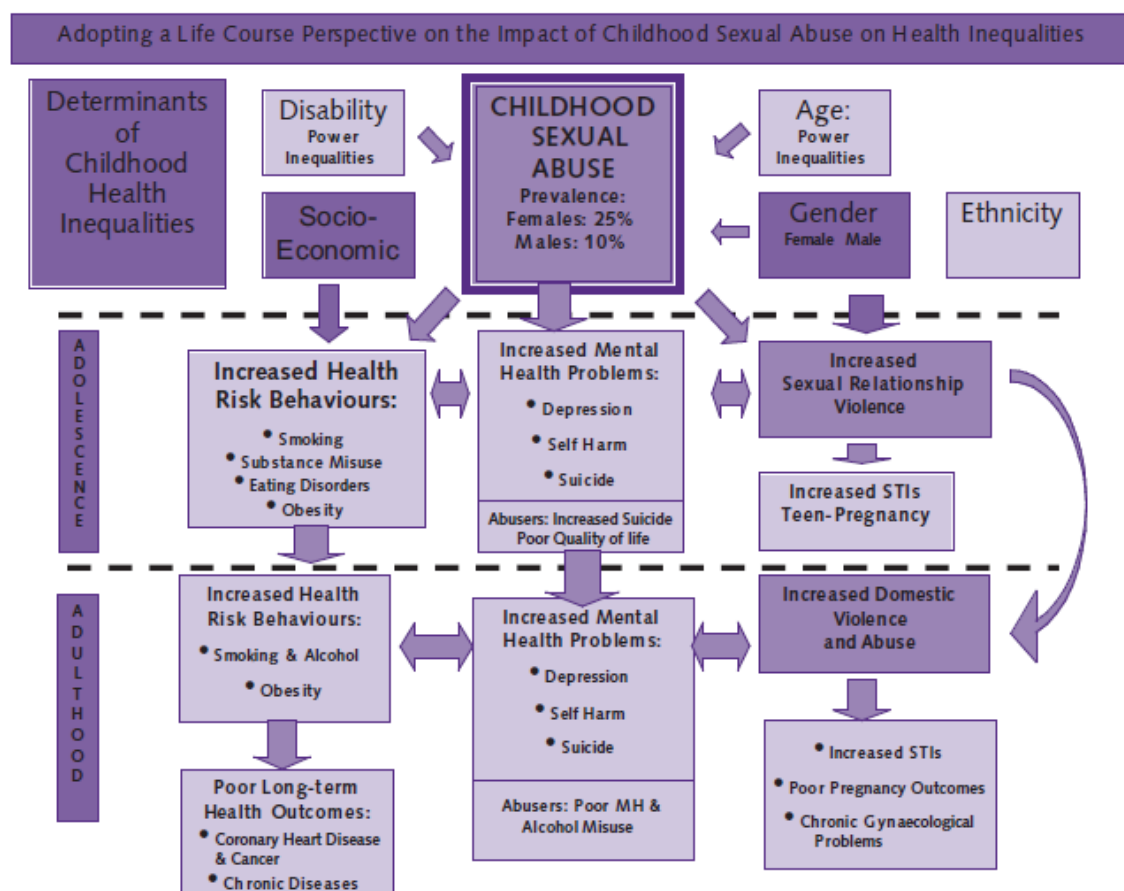 Adopting a Life Course Perspective on the Impact of Childhood Sexual Abuse on Health Inequalities
Determinants
of
Childhood
Health
Inequalities
Disability
Power
Inequalities
Socio-
Economic
CHILDHOOD
SEXUAL
ABUSE
Prevalence:
Females: 25%
Males: 10%
Age:
Power
Inequalities
Gender
Female Male
Ethnicity
ADOLESCENCE
Increased Health
Risk Behaviours:
• Smoking
• Substance Misuse
• Eating Disorders
• Obesity
Increased Mental
Health Problems:
• Depression
• Self Harm
• Suicide
Abusers: Increased Suicide
Poor Quality of life
Increased
Sexual Relationship
Violence
Increased STIs
Teen-Pregnancy
ADULTHOOD
Increased Health
Risk Behaviours:
• Smoking & Alcohol
• Obesity
Poor Long-term
Health Outcomes:
• Coronary Heart Disease
& Cancer
• Chronic Diseases
Increased Mental
Health Problems:
• Depression
• Self Harm
• Suicide
Abusers: Poor MH &
Alcohol Misuse
Increased Domestic
Violence
and Abuse
• Increased STIs
• Poor Pregnancy Outcomes
• Chronic Gynaecological
Problems